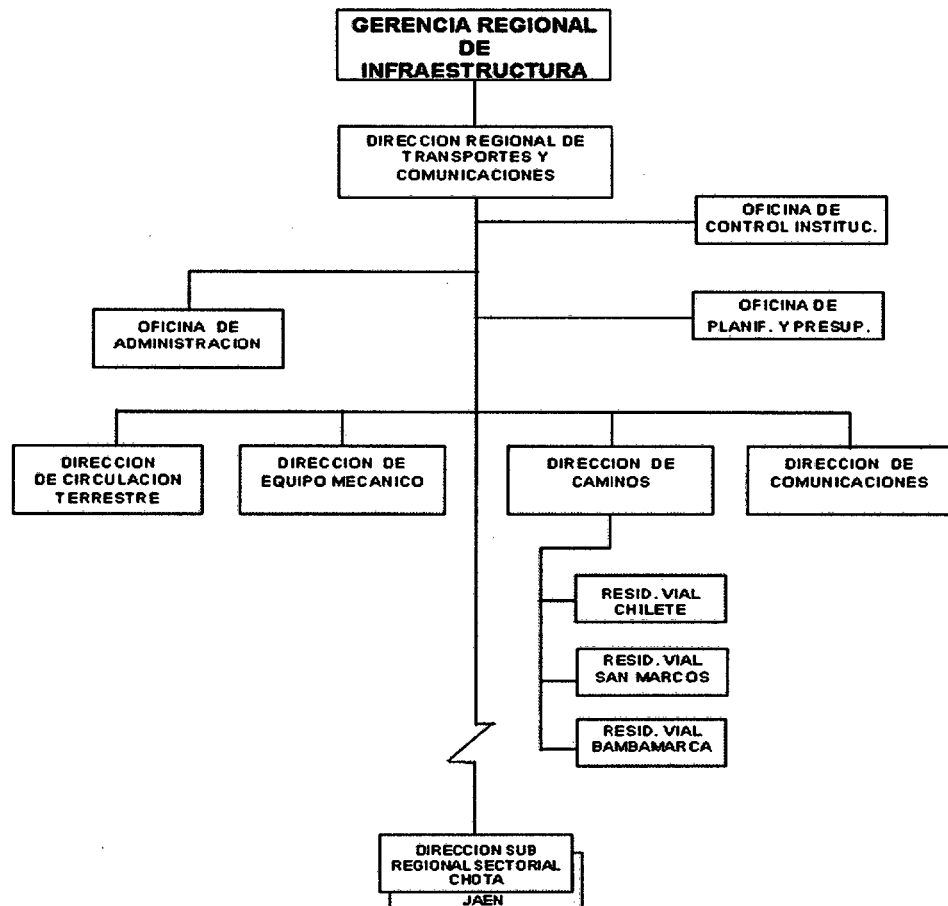 GERENCIA REGIONAL
DE
INFRAESTRUCTURA
DIRECCION REGIONAL DE
TRANSPORTES Y
COMUNICACIONES
OFICINA DE
CONTROL INSTITUC.
OFICINA DE
ADMINISTRACION
OFICINA DE
PLANIF. Y PRESUP.
DIRECCION
DE CIRCULACION
TERRESTRE
DIRECCION DE
EQUIPO MECANICO
DIRECCION DE
CAMINOS
DIRECCION DE
COMUNICACIONES
RESID. VIAL
CHILETE
RESID. VIAL
SAN MARCOS
RESID. VIAL
BAMBAMARCA
DIRECCION SUB
REGIONAL SECTORIAL
CHOTA
JAEN